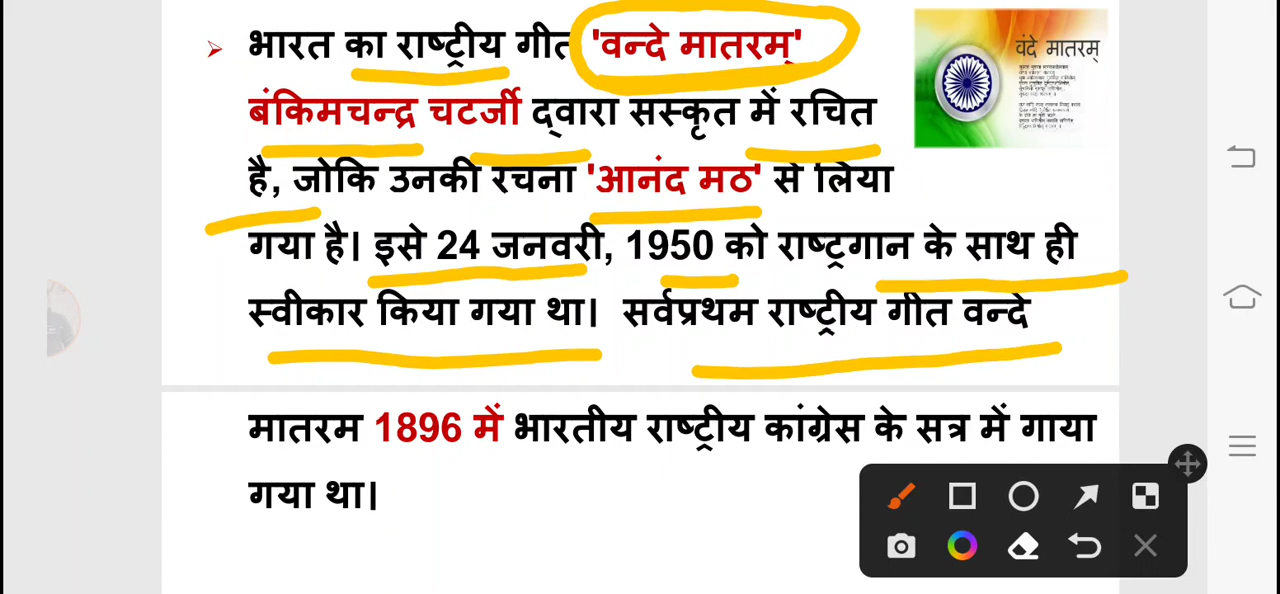 भारत का राष्ट्रीय गीत 'वन्दे मातरम्'
वंदे मातरम्
बंकिमचन्द्र चटर्जी द्वारा सस्कृत में रचित
है, जोकि उनकी रचना 'आनंद मठ' से लिया
गया है। इसे 24 जनवरी, 1950 को राष्ट्रगान के साथ ही
स्वीकार किया गया था। सर्वप्रथम राष्ट्रीय गीत वन्दे
मातरम 1896 में भारतीय राष्ट्रीय कांग्रेस के सत्र में गाया
गया था।